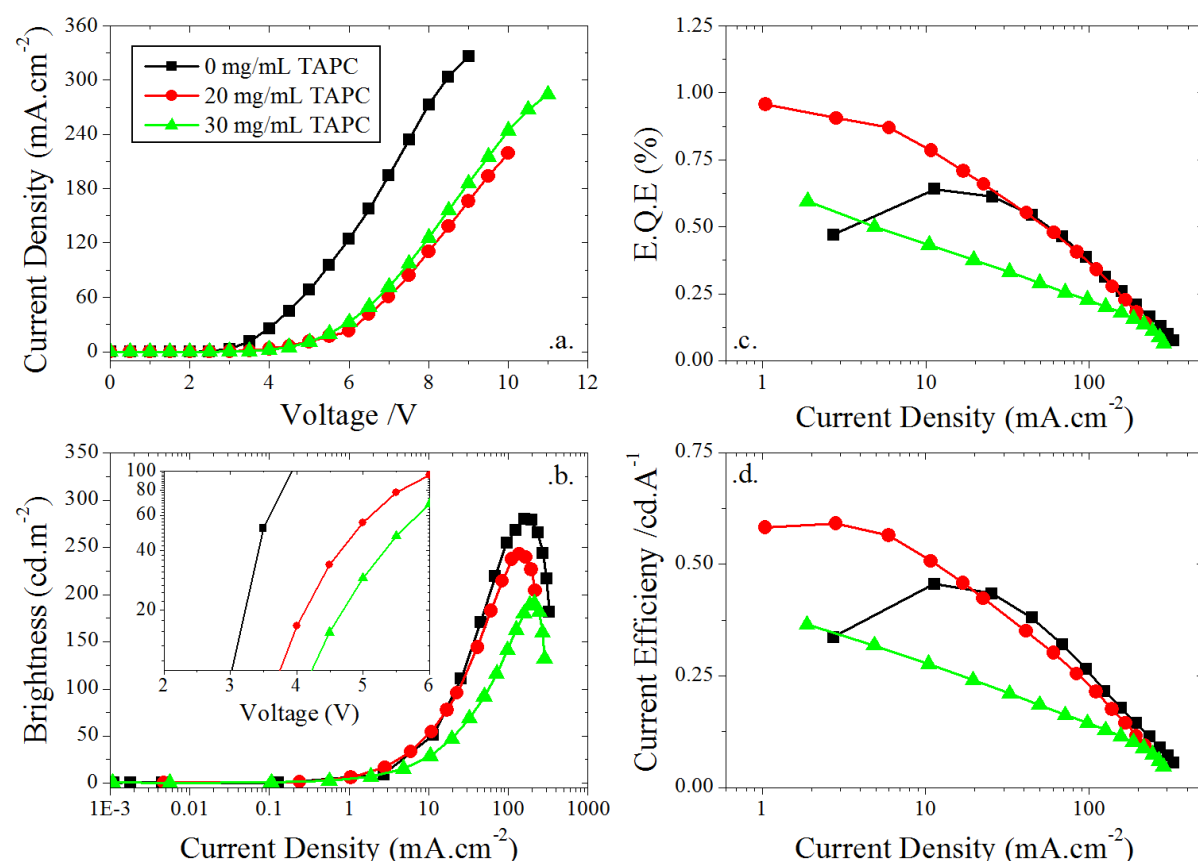 360
300
240
180
120
60
0
Current Density (mA.cm-2)
0 mg/mL TAPC
20 mg/mL TAPC
30 mg/mL TAPC
.a.
0 2 4 6 8 10 12
Voltage /V
1.25
1.00
0.75
0.50
0.25
0.00
E.Q.E (%)
.c.
1 10 100
Current Density (mA.cm-2)
350
300
250
200
150
100
50
0
Brightness (cd.m-2)
.b.
100
80
60
40
20
2 3 4 5 6
Voltage (V)
1E-3 0.01 0.1 1 10 100 1000
Current Density (mA.cm-2)
0.75
0.50
0.25
0.00
Current Efficieny /cd.A-1
.d.
1 10 100
Current Density (mA.cm-2)